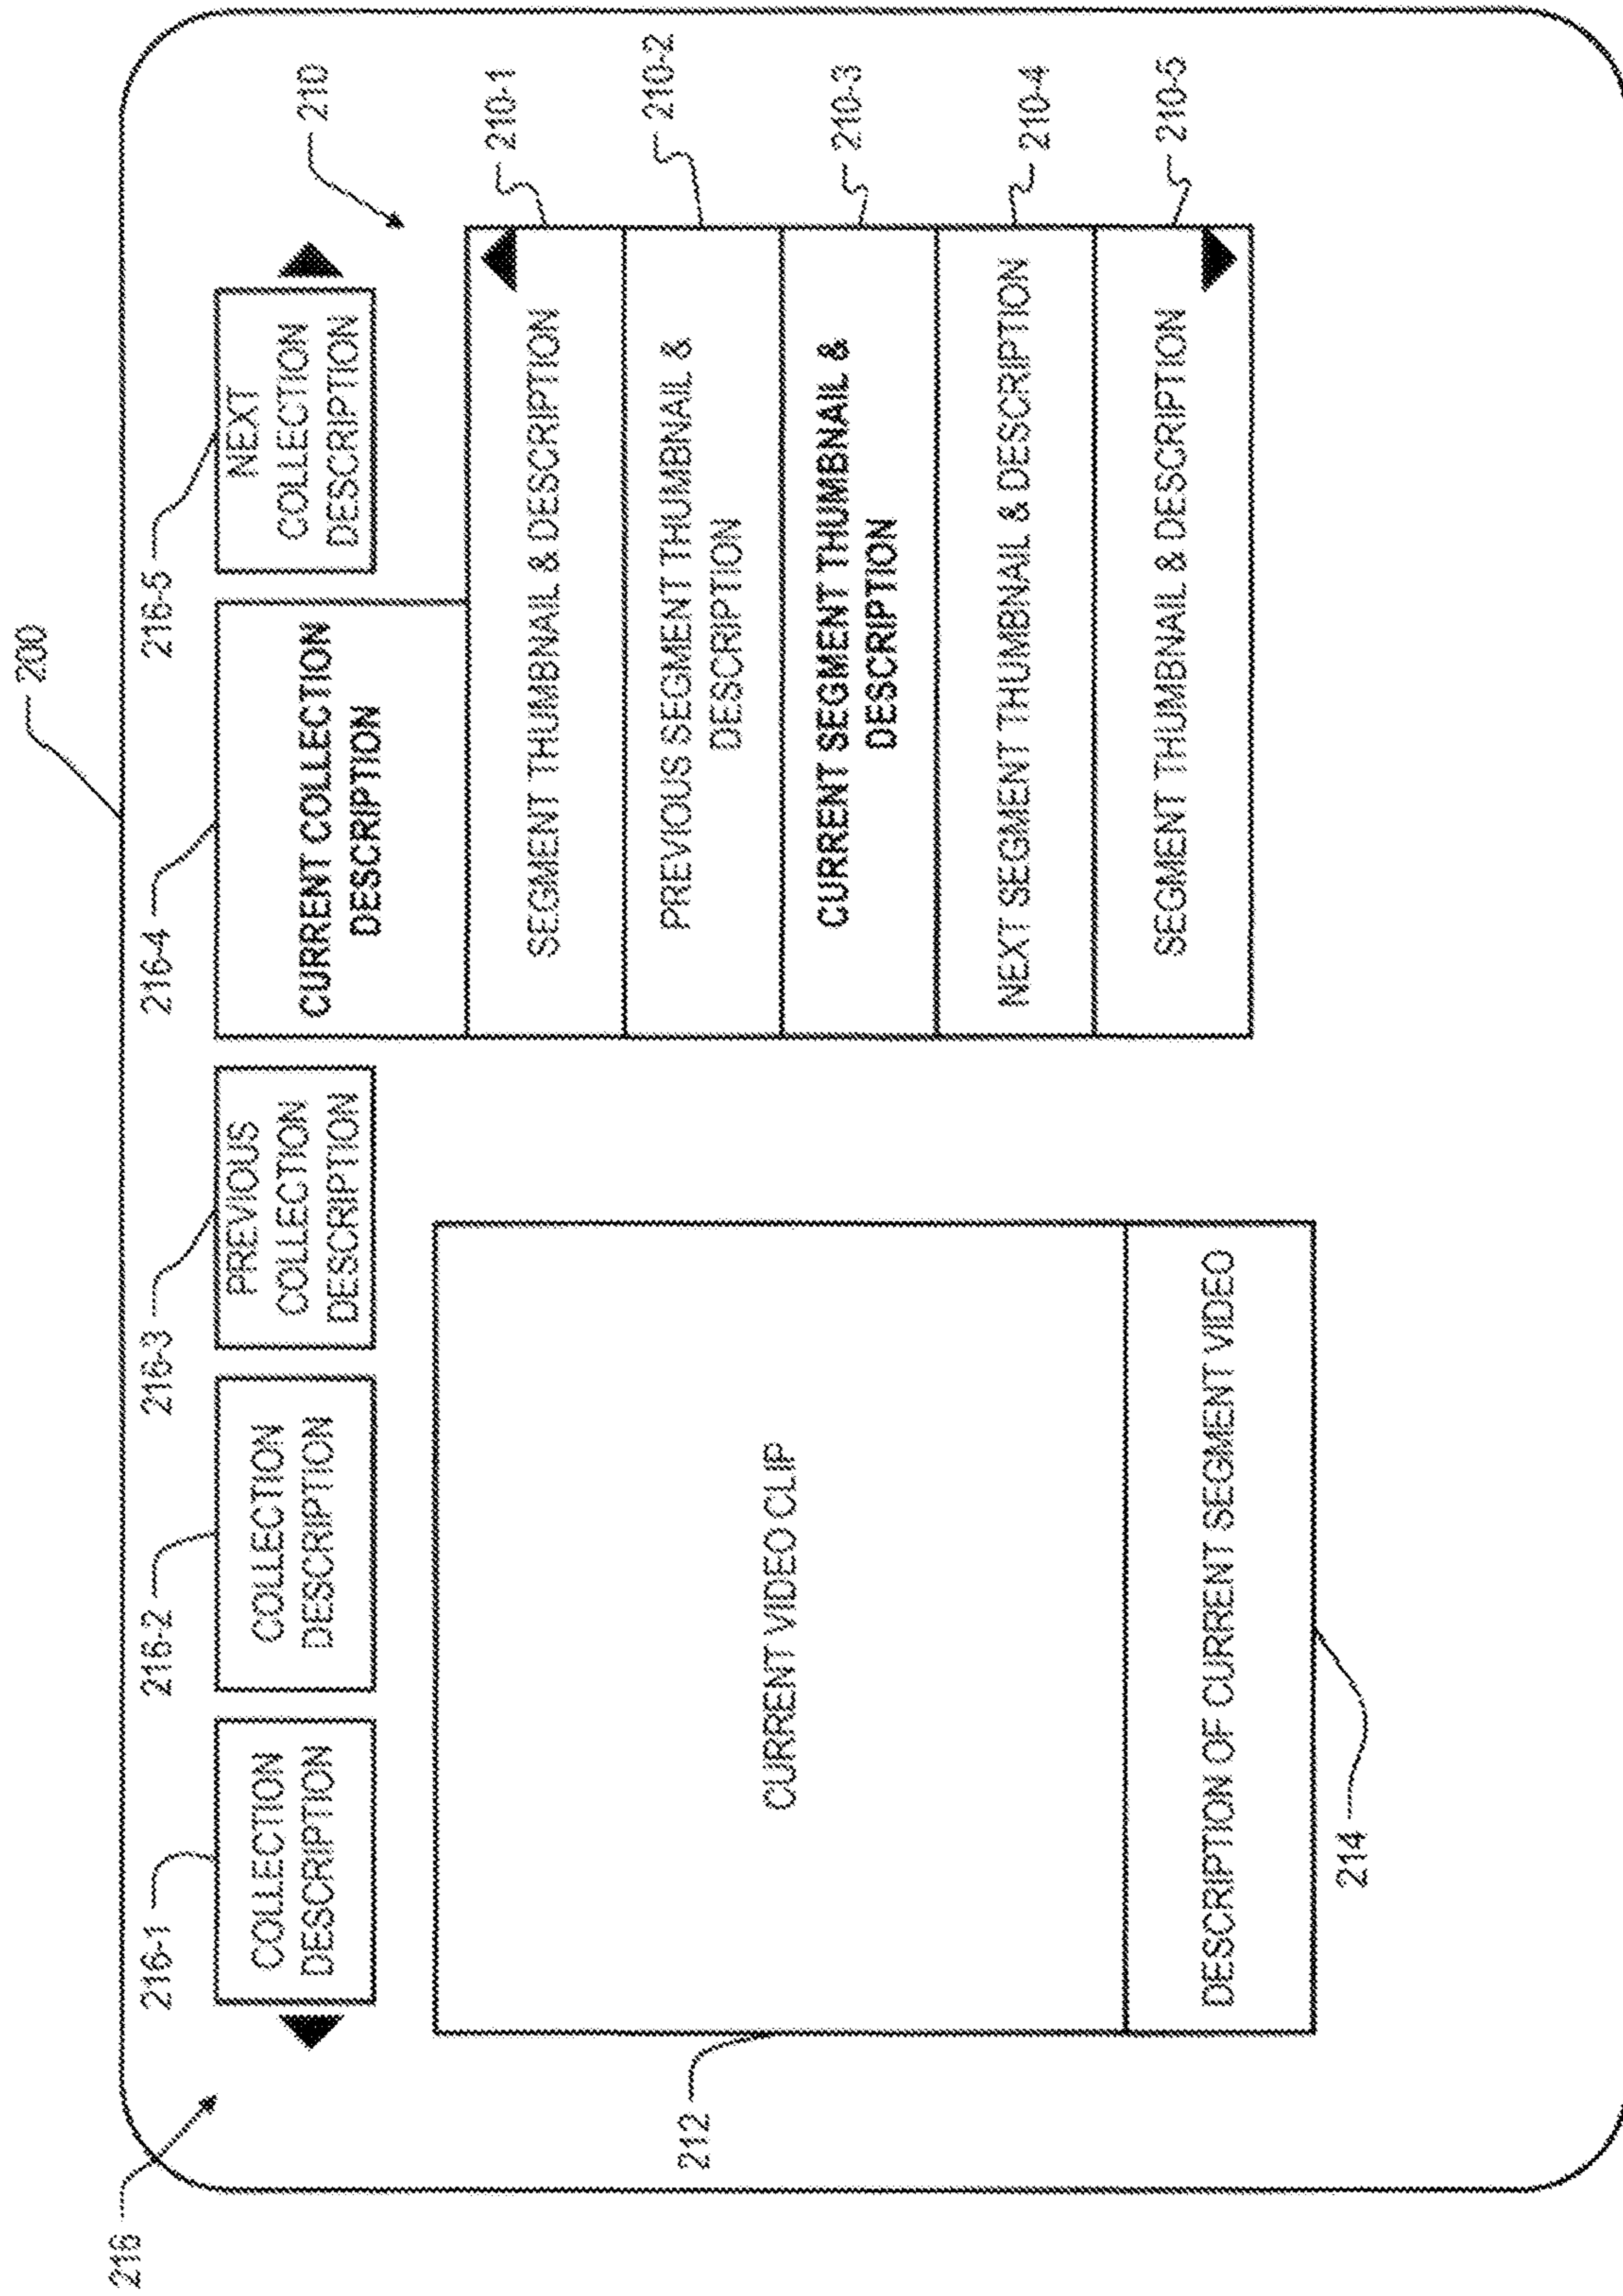 200
216
216-1
216-2
216-3
216-4
216-5
210
COLLECTION
DESCRIPTION
COLLECTION
DESCRIPTION
PREVIOUS
COLLECTION
DESCRIPTION
CURRENT COLLECTION
DESCRIPTION
NEXT
COLLECTION
DESCRIPTION
212
CURRENT VIDEO CLIP
DESCRIPTION OF CURRENT SEGMENT VIDEO
214
SEGMENT THUMBNAIL & DESCRIPTION
210-1
PREVIOUS SEGMENT THUMBNAIL &
DESCRIPTION
210-2
CURRENT SEGMENT THUMBNAIL &
DESCRIPTION
210-3
NEXT SEGMENT THUMBNAIL & DESCRIPTION
210-4
SEGMENT THUMBNAIL & DESCRIPTION
210-5